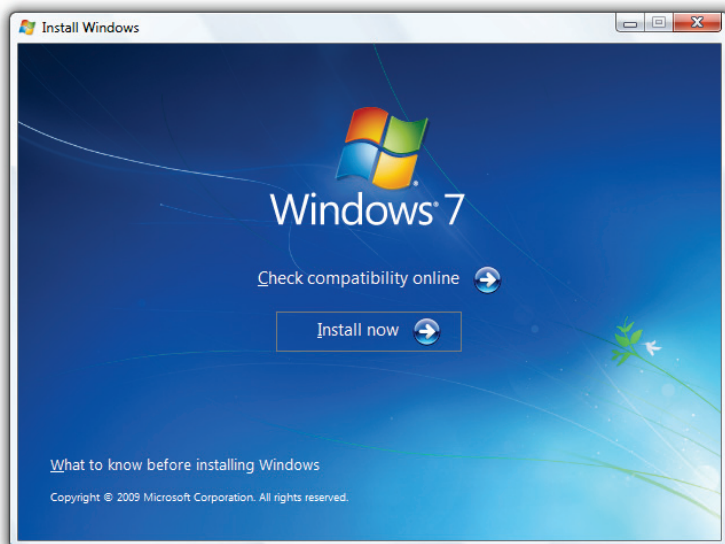 Install Windows
Windows® 7
Check compatibility online
Install now
What to know before installing Windows
Copyright © 2009 Microsoft Corporation. All rights reserved.